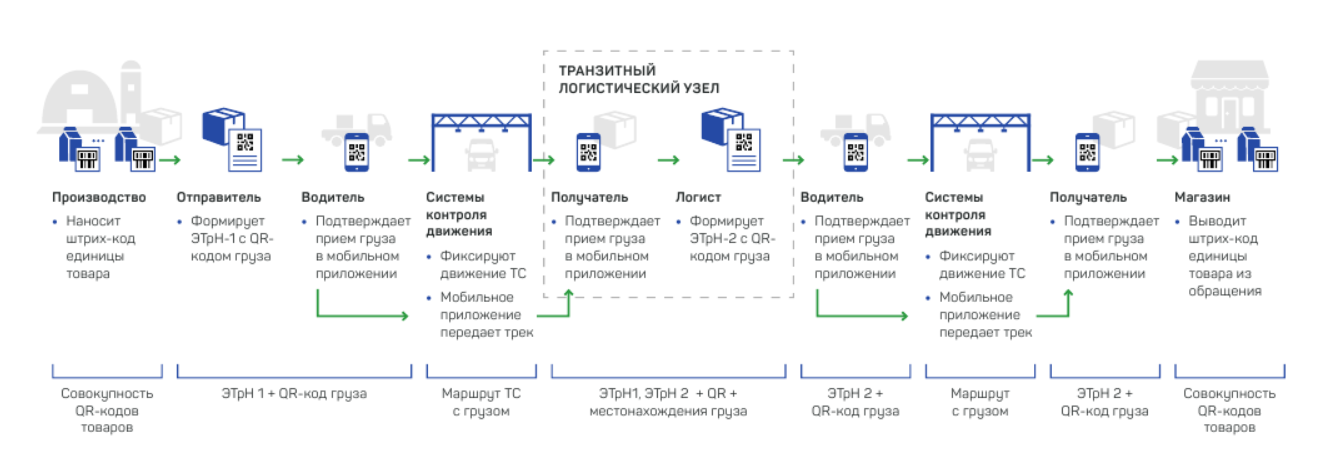 ТРАНЗИТНЫЙ
ЛОГИСТИЧЕСКИЙ УЗЕЛ
Производство
• Наносит
штрих-код
единицы
товара
Отправитель
• Формирует
ЭТрН-1 с QR-
кодом груза
Водитель
• Подтверждает
прием груза
в мобильном
приложении
Системы
контроля
движения
• Фиксируют
движение ТС
• Мобильное
приложение
передает трек
Получатель
• Подтверждает
прием груза
в мобильном
приложении
Логист
• Формирует
ЭТрН-2 с QR-
кодом груза
Водитель
• Подтверждает
прием груза
в мобильном
приложении
Системы
контроля
движения
• Фиксируют
движение ТС
• Мобильное
приложение
передает трек
Получатель
• Подтверждает
прием груза
в мобильном
приложении
Магазин
• Выводит
штрих-код
единицы
товара из
обращения
Совокупность
QR-кодов
товаров
ЭТрН 1 + QR-код груза
Маршрут ТС
с грузом
ЭТрН1, ЭТрН 2 + QR +
местонахождения груза
ЭТрН 2 +
QR-код груза
Маршрут
с грузом
ЭТрН 2 +
QR-код груза
Совокупность
QR-кодов
товаров